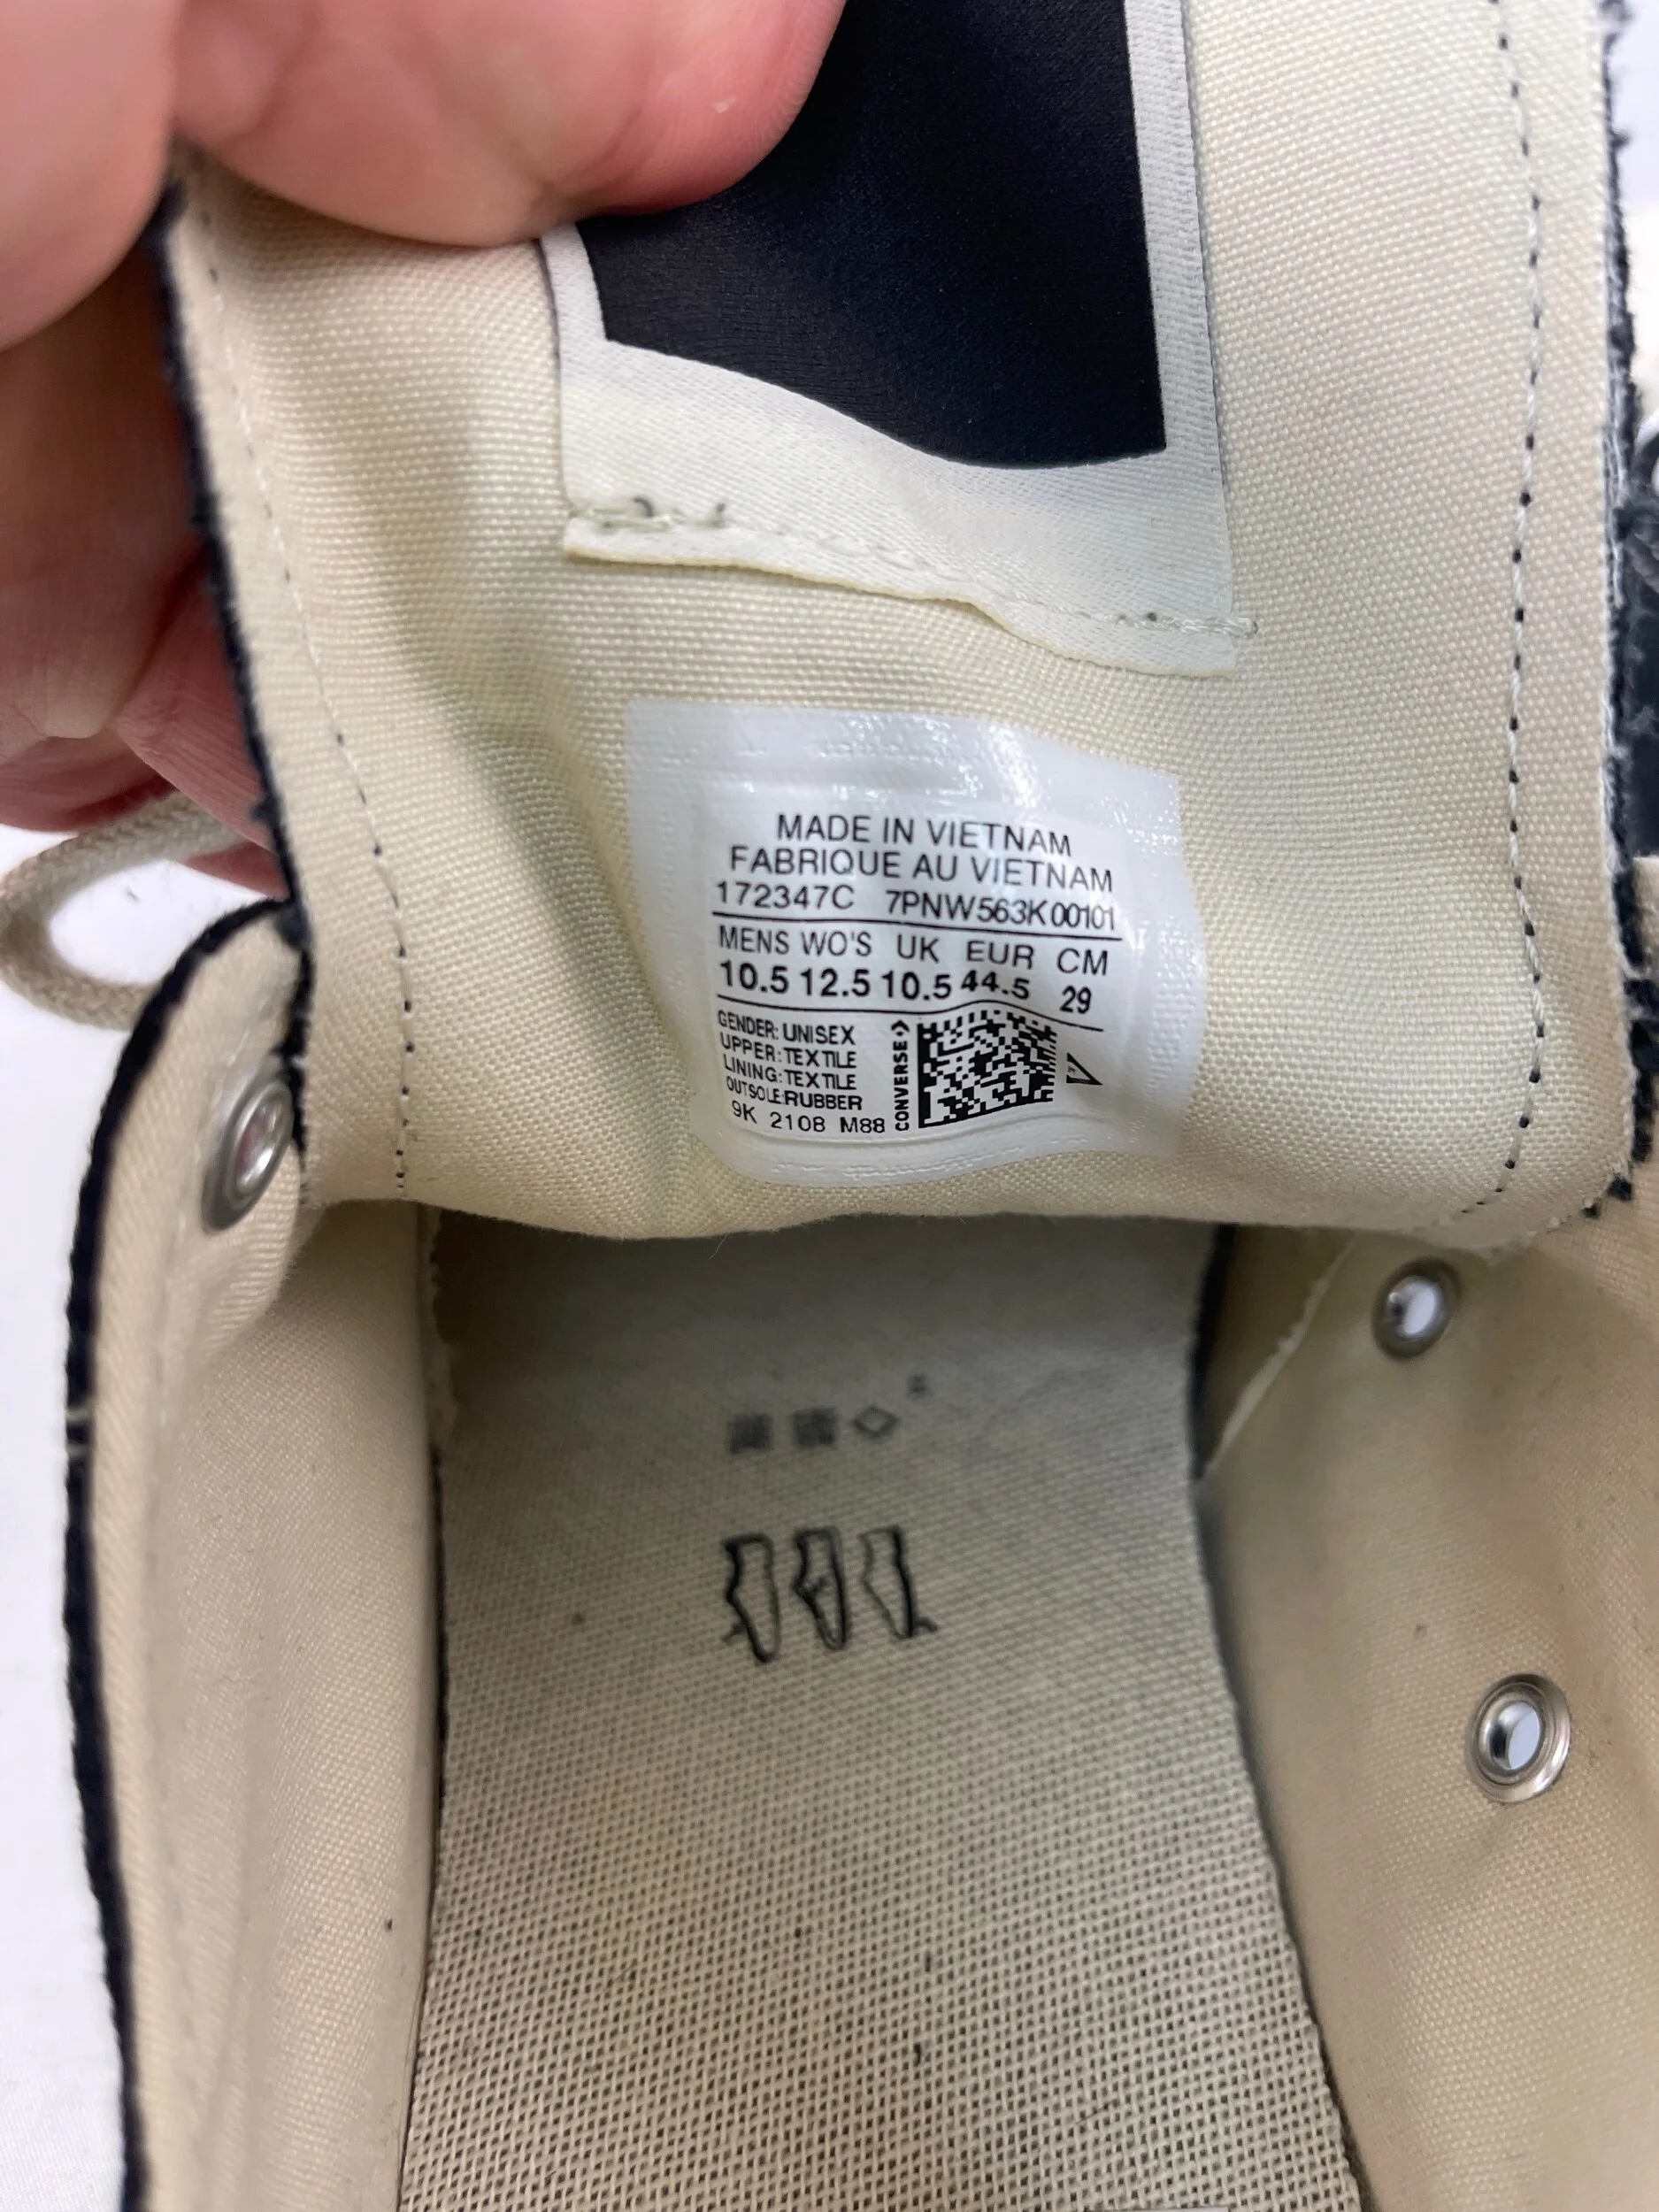 MADE IN VIETNAM
FABRIQUE AU VIETNAM
172347C 7PNW563K00101
MENS WO'S UK EUR CM
10.5 12.5 10.5 44.5 29
GENDER: UNISEX
UPPER: TEXTILE
LINING: TEXTILE
OUTSOLE: RUBBER
9K 2108 M88
CONVERSE